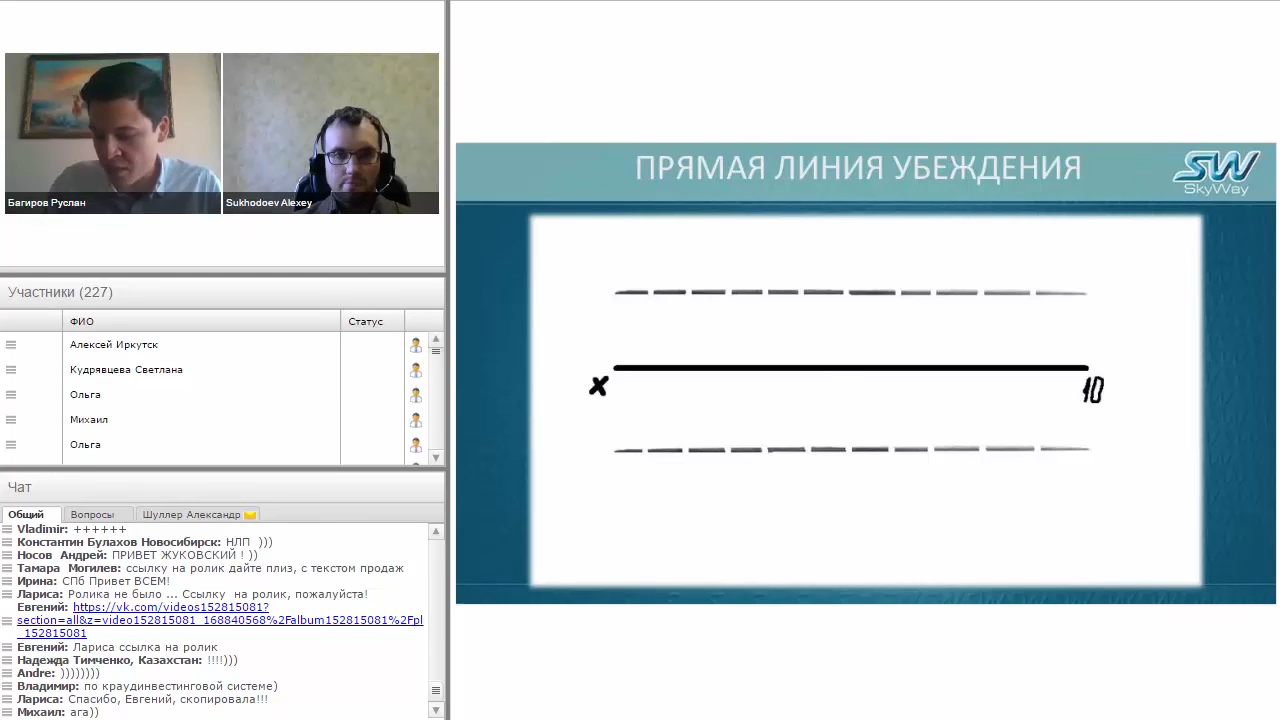 Багиров Руслан
Sukhodoev Alexey
Участники (227)
ФИО Статус
Алексей Иркутск
Кудрявцева Светлана
Ольга
Михаил
Ольга
Чат
Общий Вопросы Шуллер Александр
Vladimir: ++++++
Константин Булахов Новосибирск: НЛП )))
Носов Андрей: ПРИВЕТ ЖУКОВСКИЙ ! ))
Тамара Могилев: ссылку на ролик дайте плиз, с текстом продаж
Ирина: СПб Привет ВСЕМ!
Лариса: Ролика не было ... Ссылку на ролик, пожалуйста!
Евгений: https://vk.com/videos152815081?
section=all&z=video152815081_168840568%2Falbum152815081%2Fpl
_152815081
Евгений: Лариса ссылка на ролик
Надежда Тимченко, Казахстан: !!!!)))
Andre: ))))))))
Владимир: по краудинвестинговой системе)
Лариса: Спасибо, Евгений, скопировала!!!
Михаил: ага))
ПРЯМАЯ ЛИНИЯ УБЕЖДЕНИЯ
SW
SkyWay
x 10